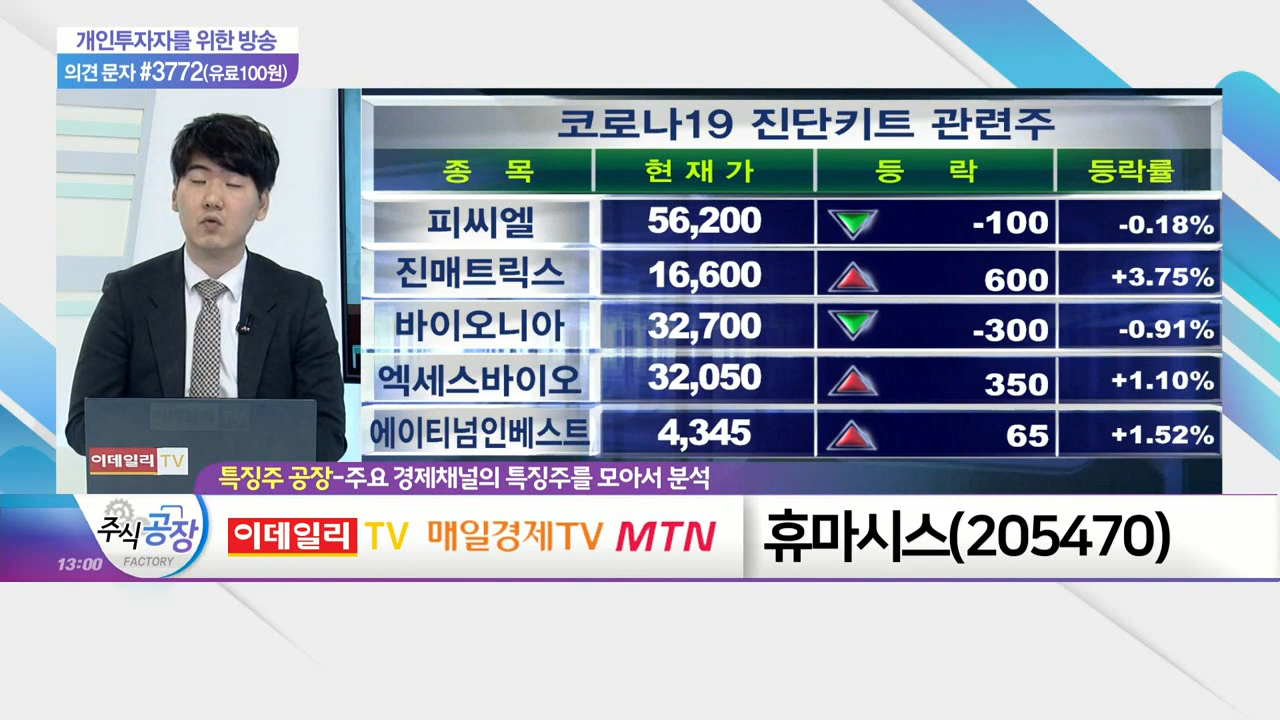 개인투자자를 위한 방송
의견 문자 #3772(유료100원)
코로나19 진단키트 관련주
종 목 현 재 가 등 락 등락률
피씨엘 56,200 -100 -0.18%
진매트릭스 16,600 600 +3.75%
바이오니아 32,700 -300 -0.91%
엑세스바이오 32,050 350 +1.10%
에이티넘인베스트 4,345 65 +1.52%
이데일리 TV
특징주 공장-주요 경제채널의 특징주를 모아서 분석
주식공장
FACTORY
13:00
이데일리 TV 매일경제TV MTN
휴마시스(205470)